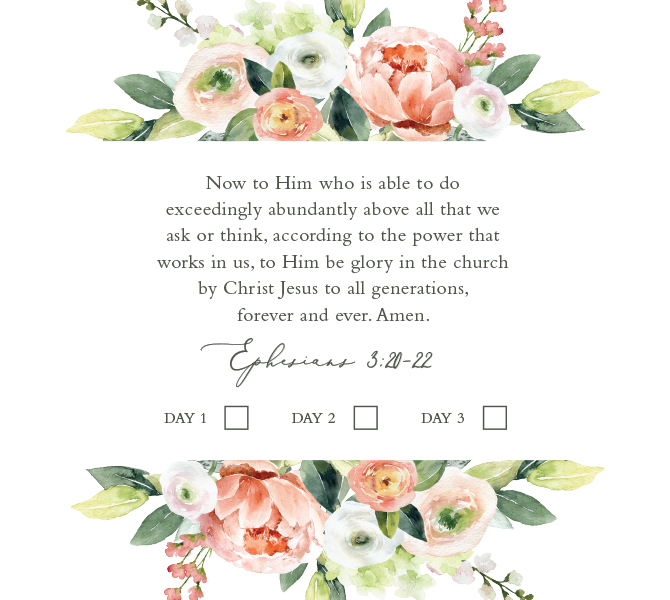 Now to Him who is able to do
exceedingly abundantly above all that we
ask or think, according to the power that
works in us, to Him be glory in the church
by Christ Jesus to all generations,
forever and ever. Amen.
Ephesians 3:20-22
DAY 1 DAY 2 DAY 3